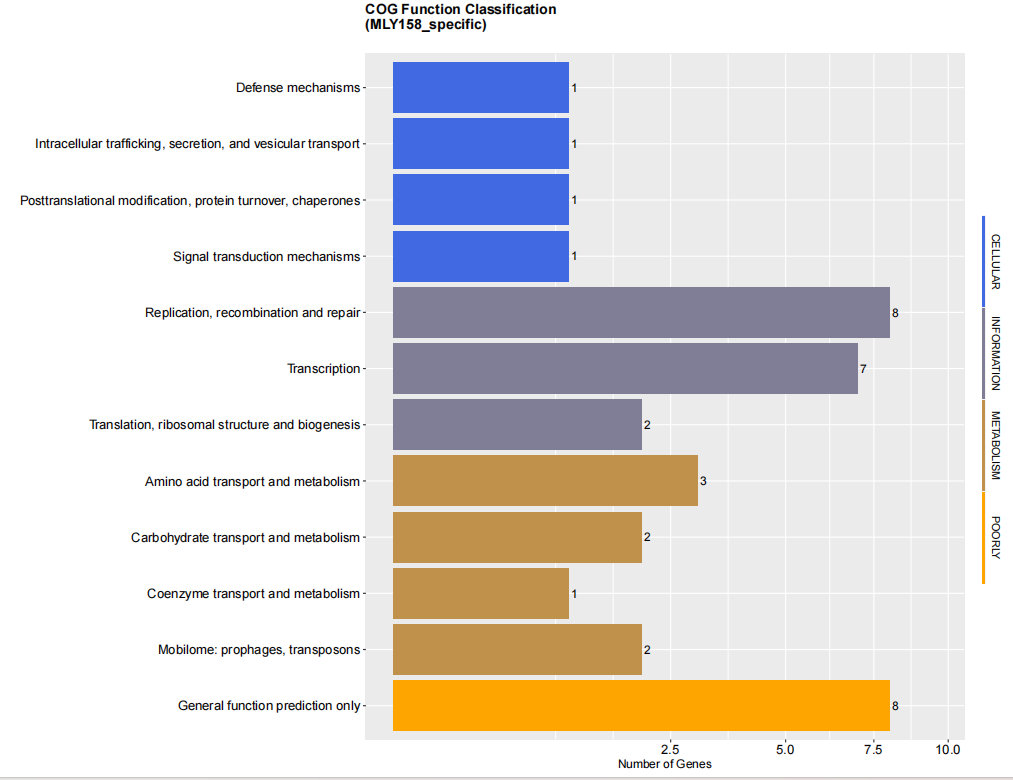 COG Function Classification
(MLY158_specific)
Defense mechanisms
1
Intracellular trafficking, secretion, and vesicular transport
1
Posttranslational modification, protein turnover, chaperones
1
Signal transduction mechanisms
1
Replication, recombination and repair
8
Transcription
7
Translation, ribosomal structure and biogenesis
2
Amino acid transport and metabolism
3
Carbohydrate transport and metabolism
2
Coenzyme transport and metabolism
1
Mobilome: prophages, transposons
2
General function prediction only
8
2.5 5.0 7.5 10.0
Number of Genes
CELLULAR
INFORMATION
METABOLISM
POORLY